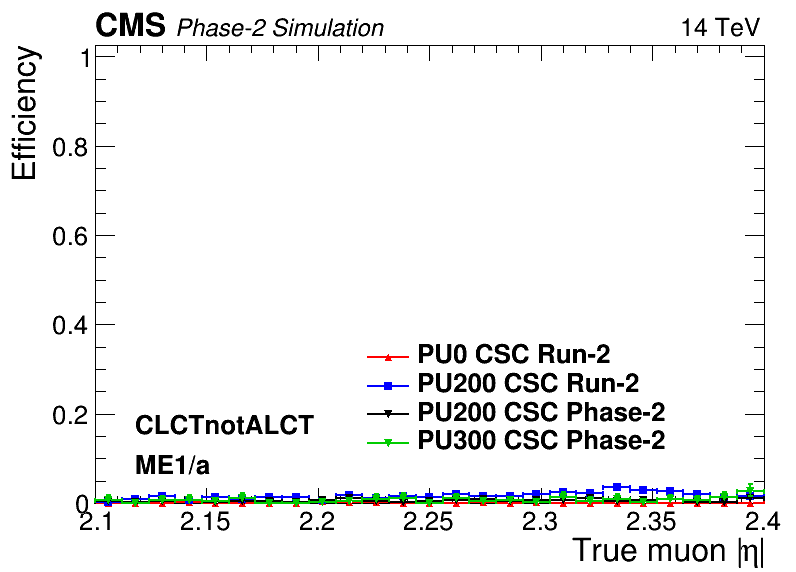 CMS Phase-2 Simulation 14 TeV
Efficiency
1
0.8
0.6
0.4
0.2
0
PU0 CSC Run-2
PU200 CSC Run-2
PU200 CSC Phase-2
PU300 CSC Phase-2
CLCTnotALCT
ME1/a
2.1 2.15 2.2 2.25 2.3 2.35 2.4
True muon |η|